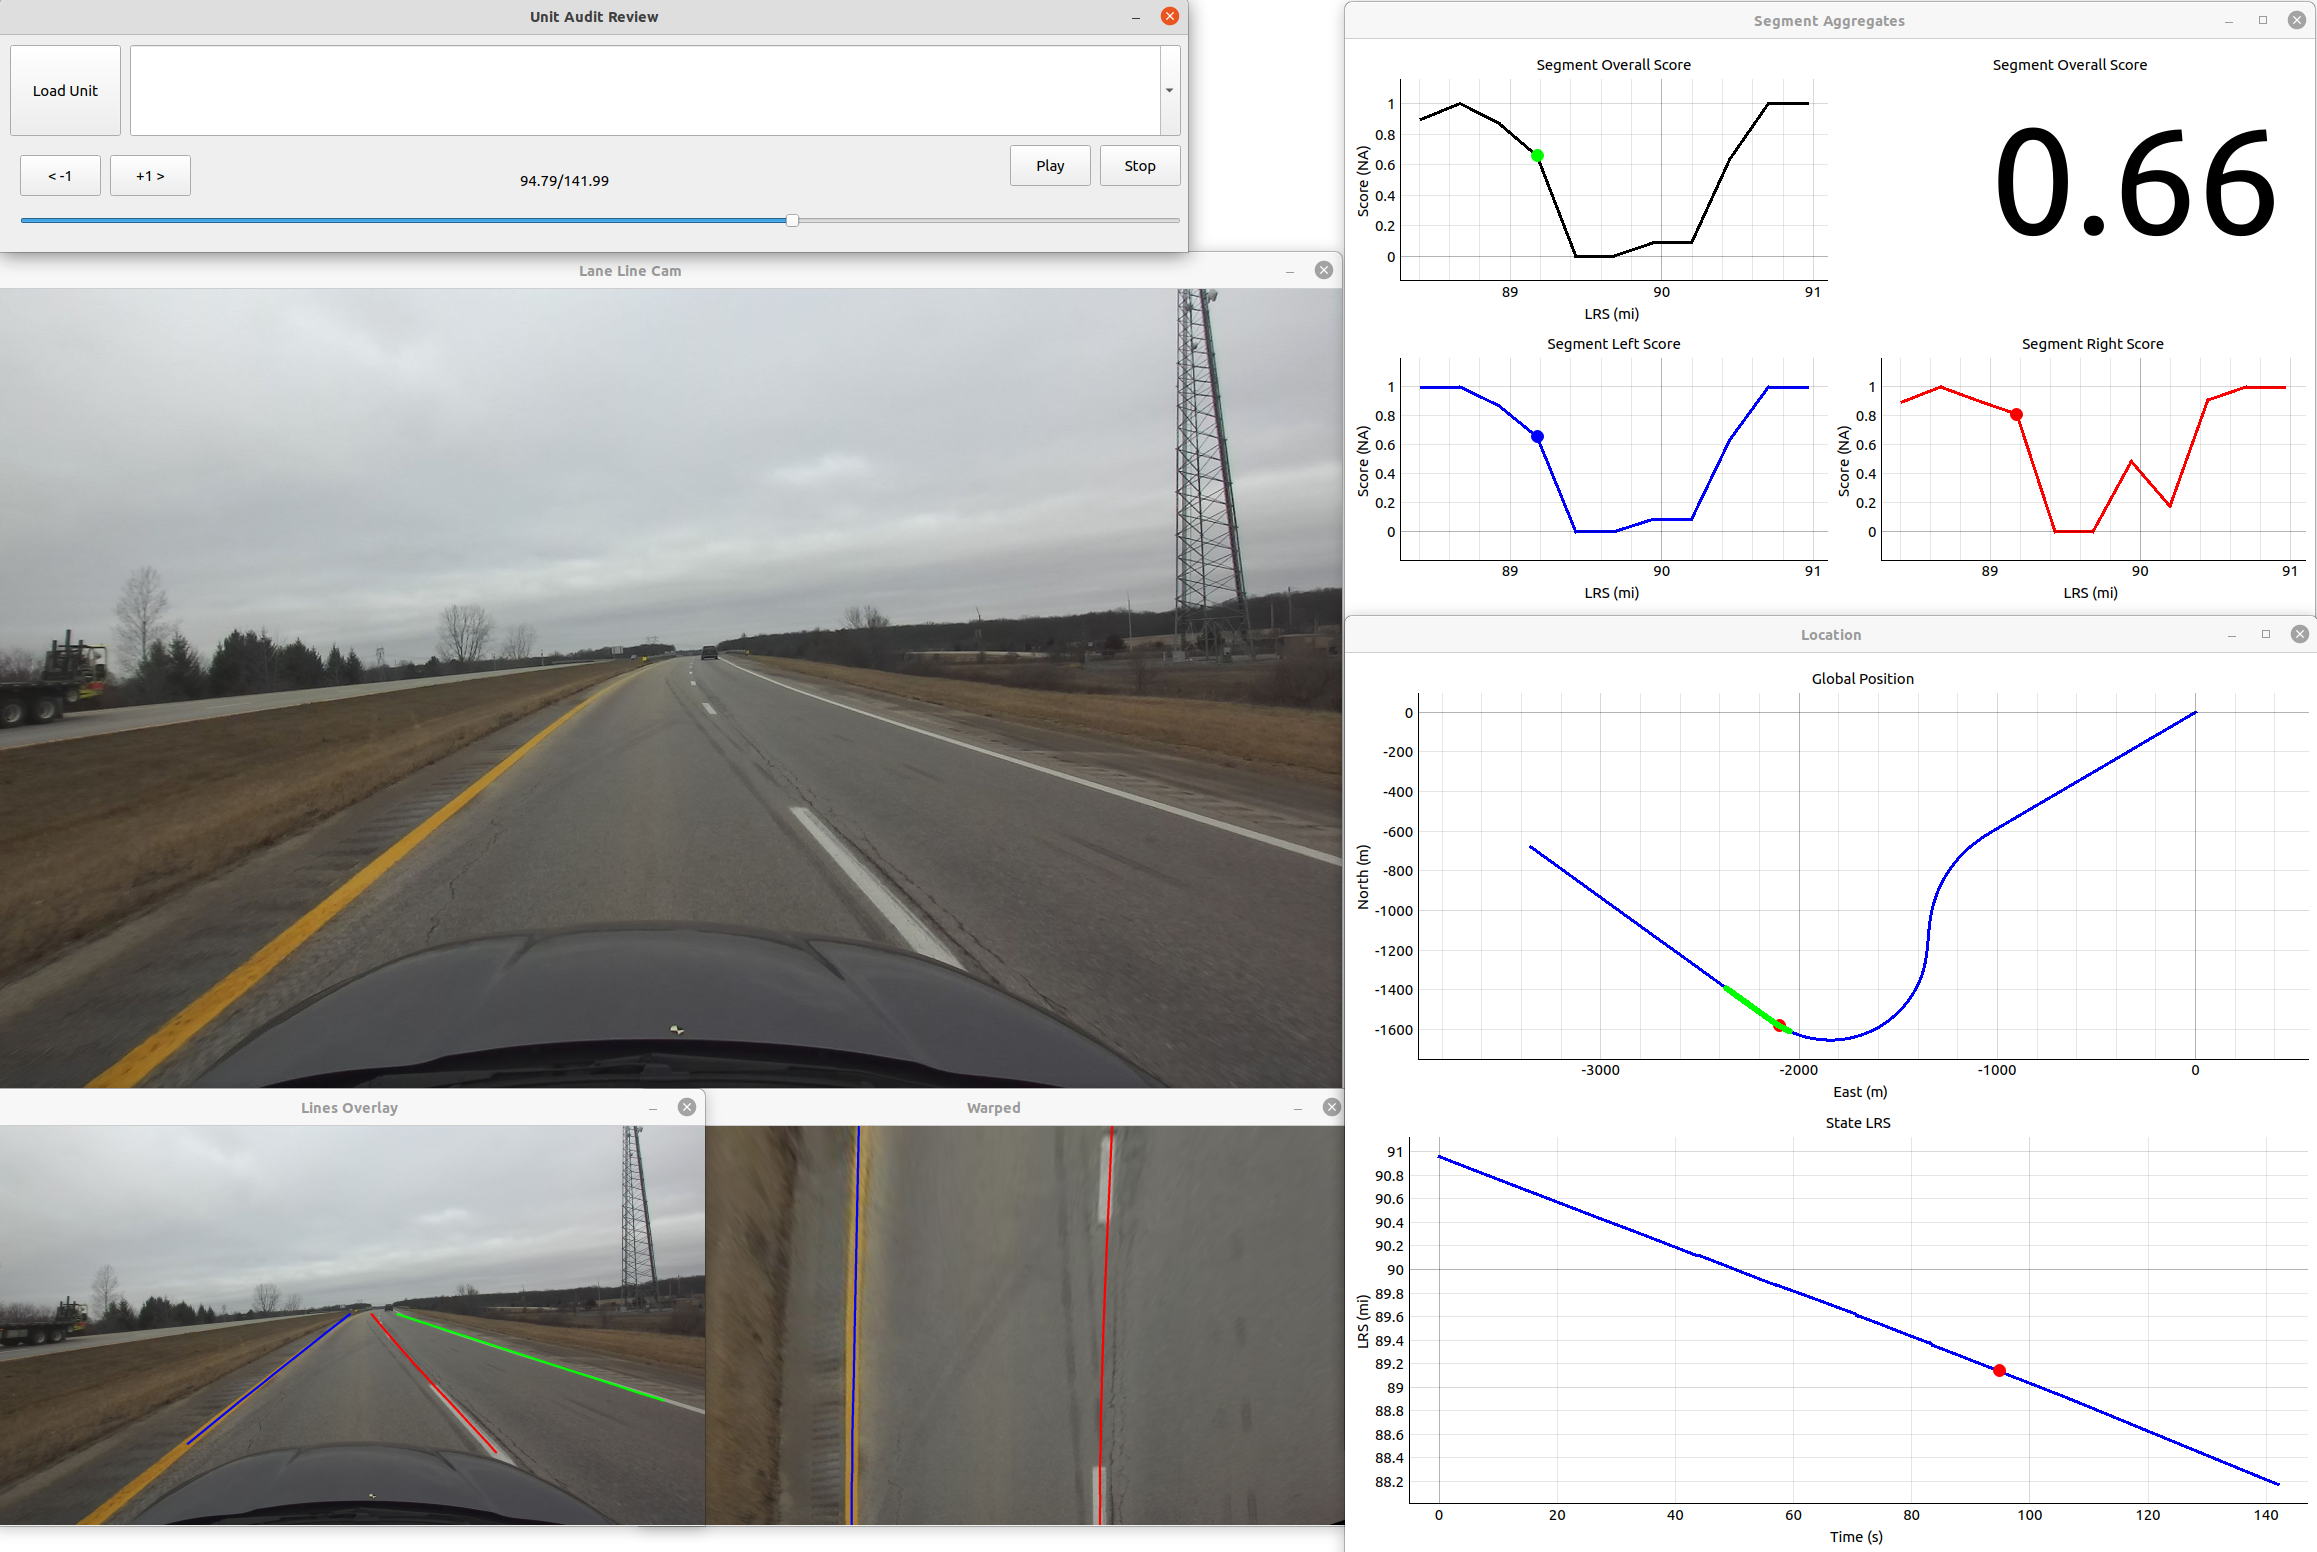 Unit Audit Review
Load Unit
< -1
+1 >
94.79/141.99
Play
Stop
Lane Line Cam
Lines Overlay
Warped
Segment Aggregates
Segment Overall Score
1
0.8
0.6
0.4
0.2
0
Score (NA)
89
90
91
LRS (mi)
Segment Overall Score
0.66
Segment Left Score
1
0.8
0.6
0.4
0.2
0
Score (NA)
89
90
91
LRS (mi)
Segment Right Score
1
0.8
0.6
0.4
0.2
0
Score (NA)
89
90
91
LRS (mi)
Location
Global Position
0
-200
-400
-600
-800
-1000
-1200
-1400
-1600
North (m)
-3000
-2000
-1000
0
East (m)
State LRS
91
90.8
90.6
90.4
90.2
90
89.8
89.6
89.4
89.2
89
88.8
88.6
88.4
88.2
LRS (mi)
0
20
40
60
80
100
120
140
Time (s)